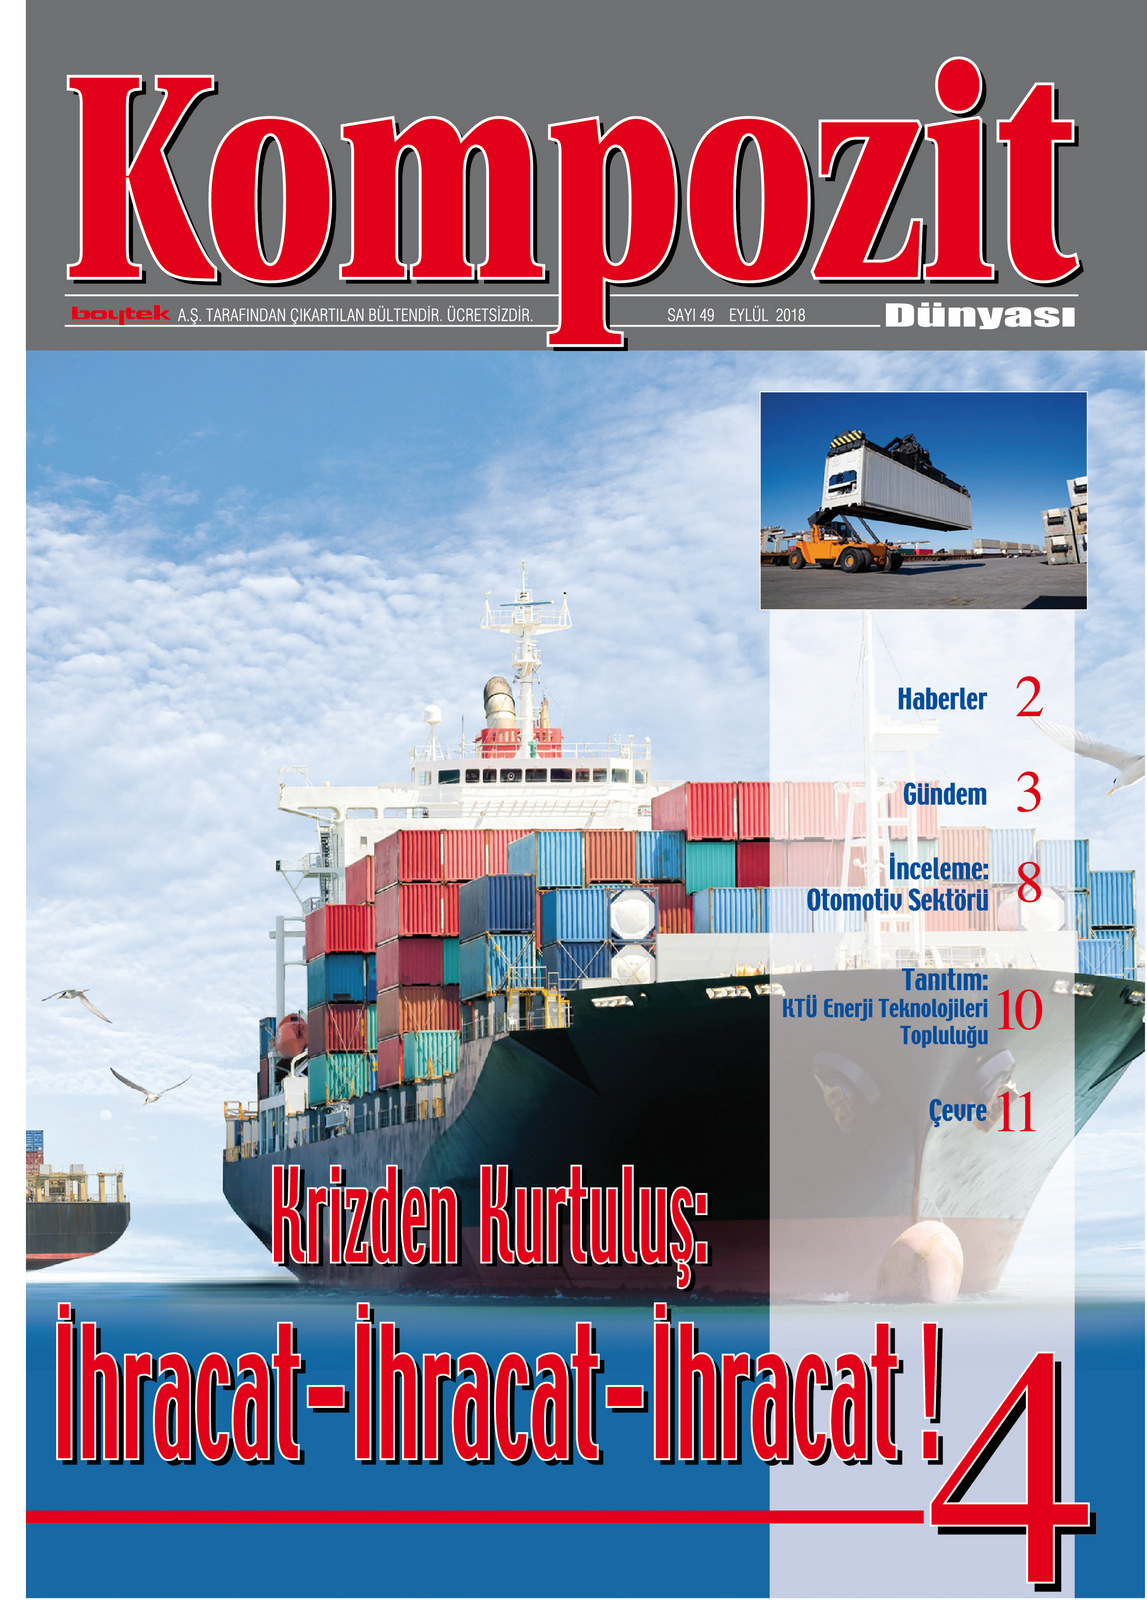 Kompozit
boytek A.Ş. TARAFINDAN ÇIKARTILAN BÜLTENDİR. ÜCRETSİZDİR.
SAYI 49 EYLÜL 2018
Dünyası
Haberler 2
Gündem 3
İnceleme:
Otomotiv Sektörü 8
Tanıtım:
KTÜ Enerji Teknolojileri 10
Topluluğu
Çevre 11
Krizden Kurtuluş:
İhracat-İhracat-İhracat! 4